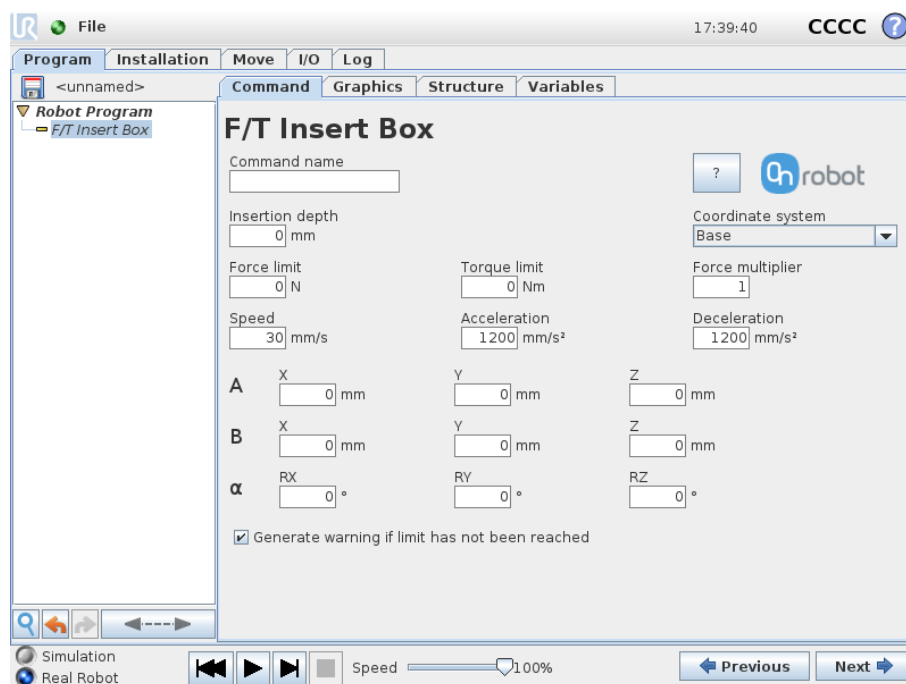 UR File 17:39:40 CCCC ?
Program Installation Move I/O Log
<unnamed> Command Graphics Structure Variables
Robot Program
F/T Insert Box
F/T Insert Box
Command name
? On robot
Insertion depth Coordinate system
0 mm Base
Force limit Torque limit Force multiplier
0 N 0 Nm 1
Speed Acceleration Deceleration
30 mm/s 1200 mm/s² 1200 mm/s²
X Y Z
A 0 mm 0 mm 0 mm
X Y Z
B 0 mm 0 mm 0 mm
RX RY RZ
α 0 ° 0 ° 0 °
Generate warning if limit has not been reached
Simulation
Real Robot
Speed 100% Previous Next